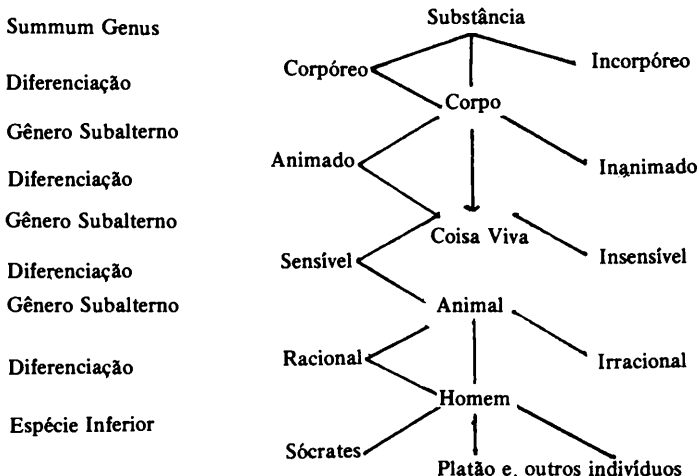 Summum Genus
Substância
Diferenciação
Corpóreo
Incorpóreo
Gênero Subalterno
Corpo
Diferenciação
Animado
Inanimado
Gênero Subalterno
Coisa Viva
Diferenciação
Sensível
Insensível
Gênero Subalterno
Animal
Diferenciação
Racional
Irracional
Espécie Inferior
Homem
Sócrates
Platão e, outros indivíduos